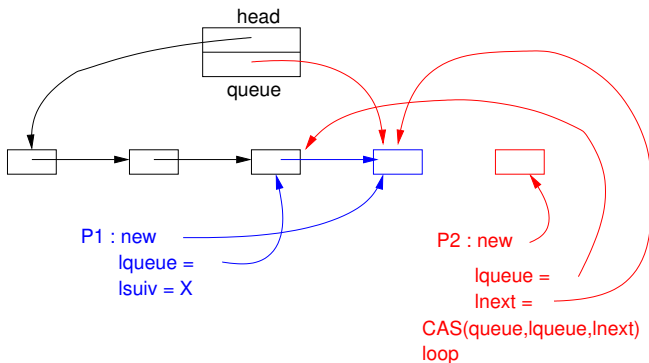 head
queue
P1 : new
lqueue =
lsuiv = X
P2 : new
lqueue =
lnext =
CAS(queue,lqueue,lnext)
loop